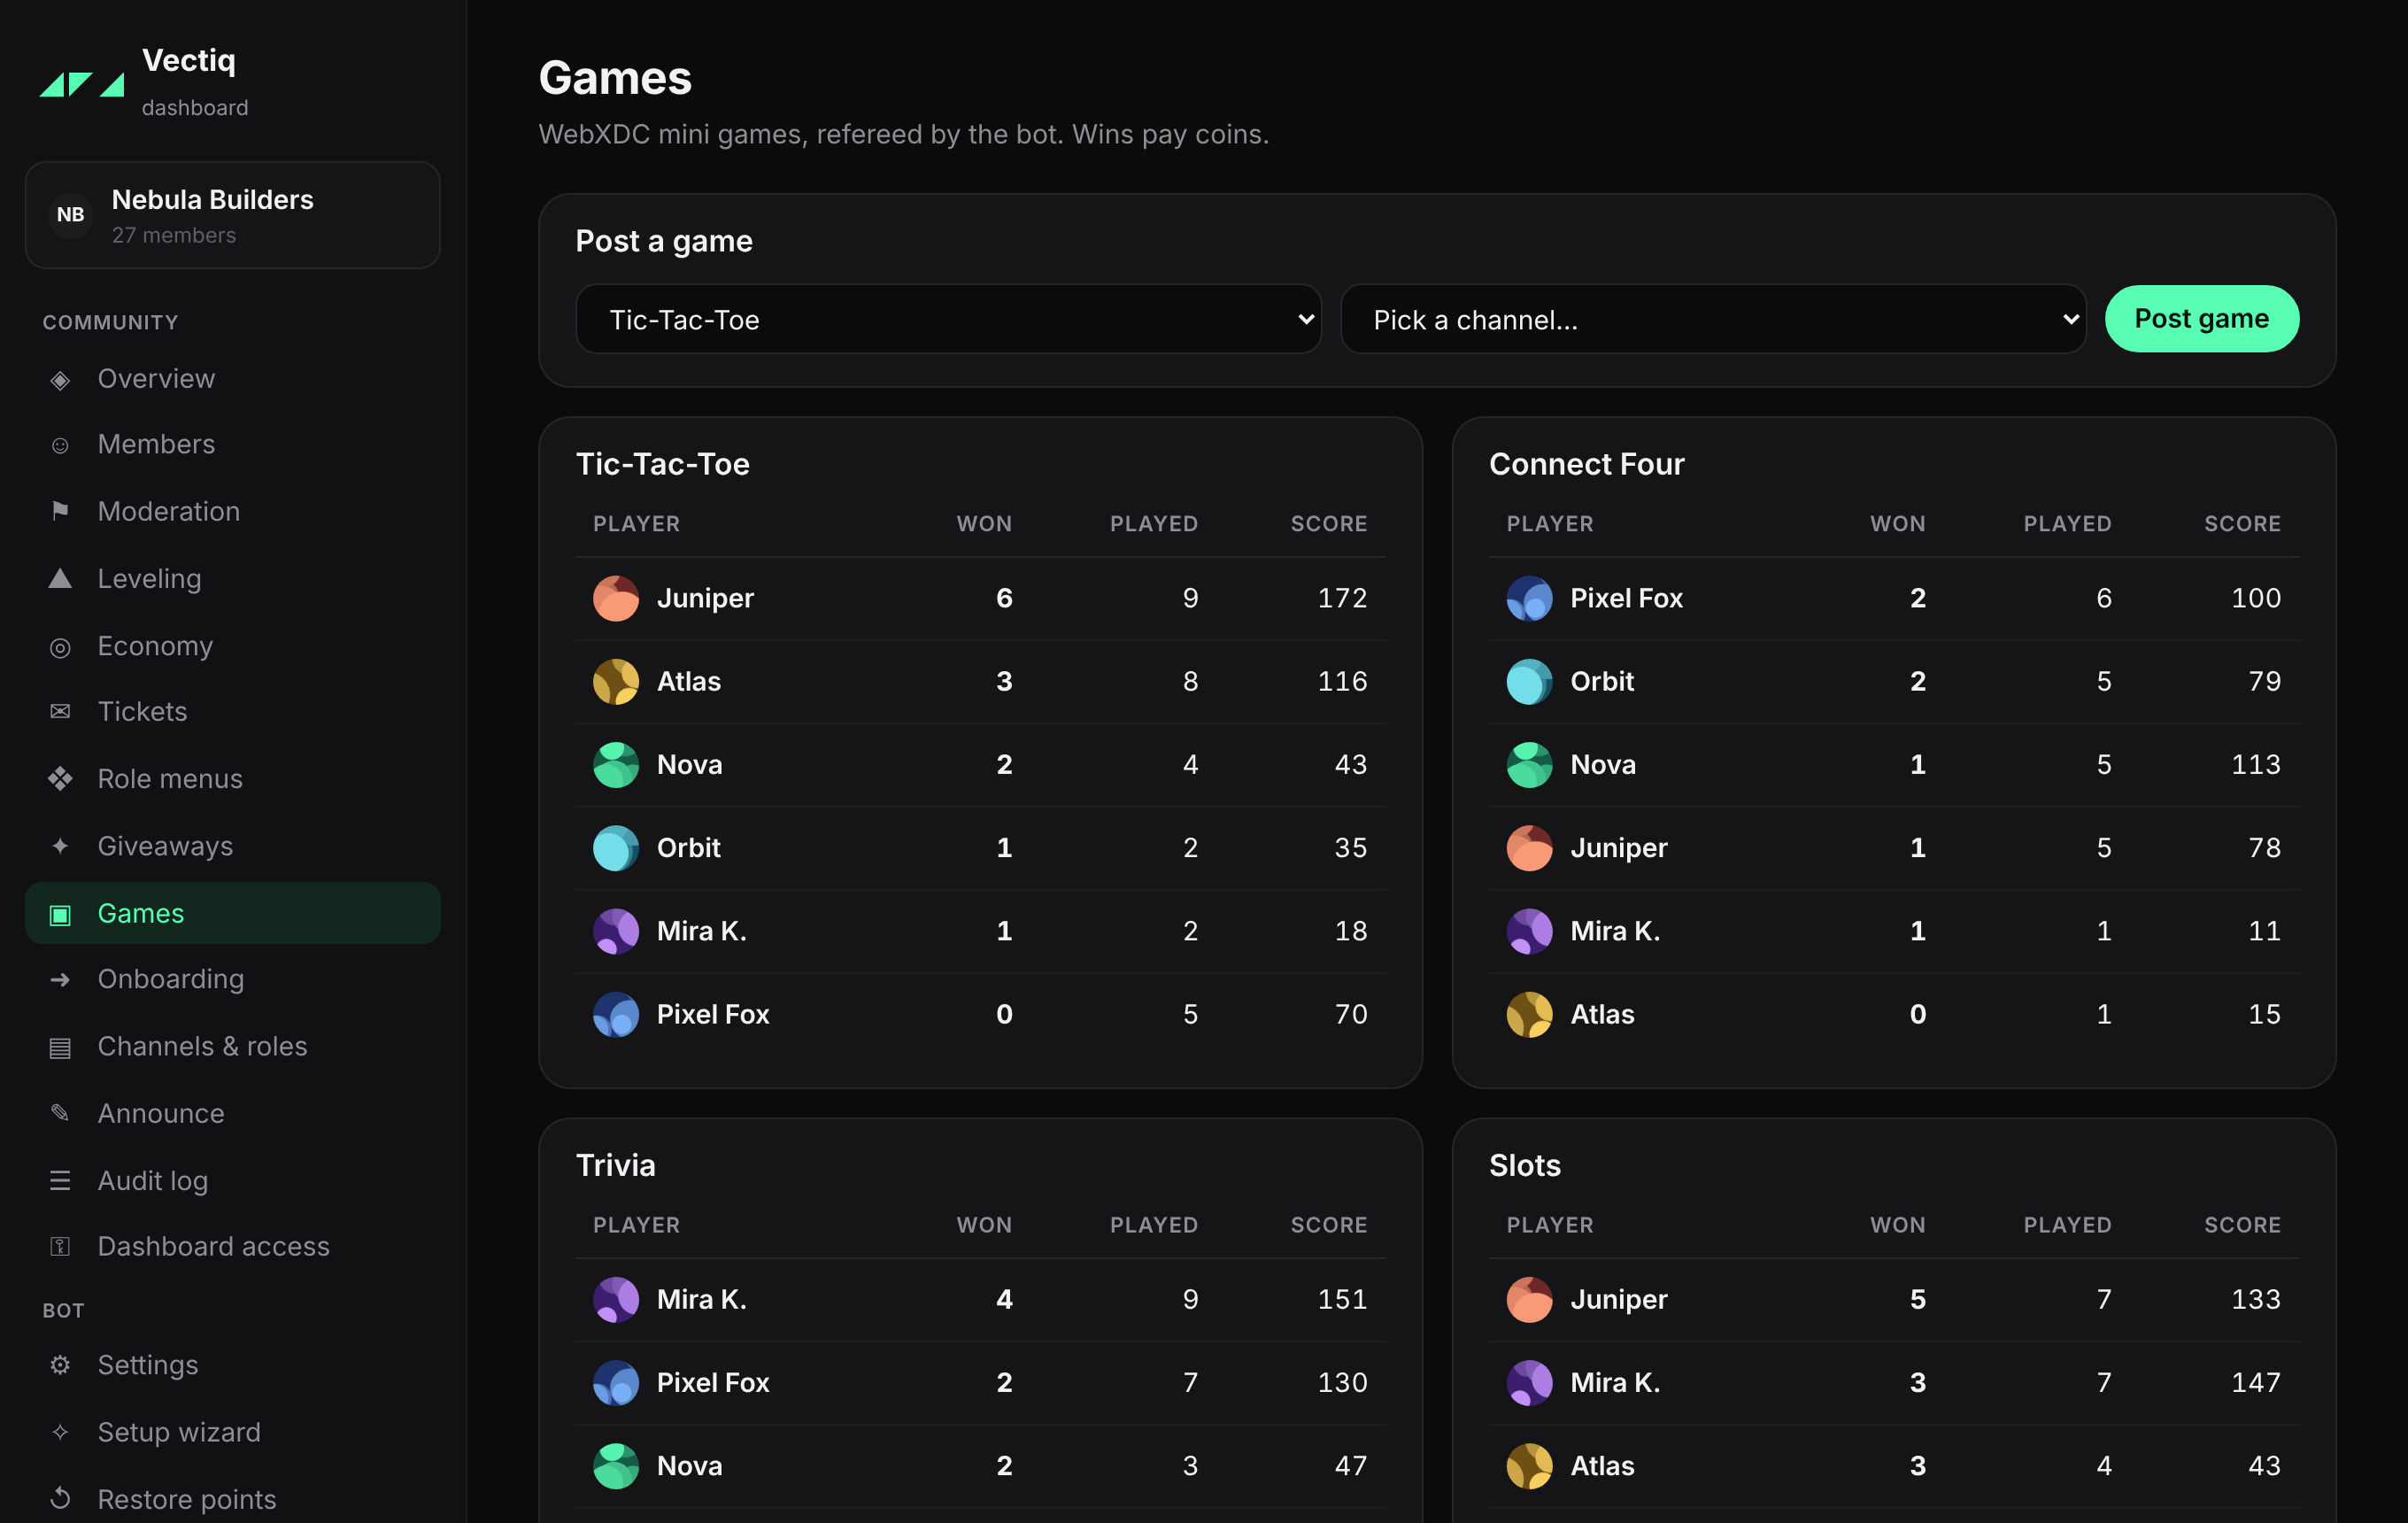 Vectiq
dashboard
NB
Nebula Builders
27 members
COMMUNITY
Overview
Members
Moderation
Leveling
Economy
Tickets
Role menus
Giveaways
Games
Onboarding
Channels & roles
Announce
Audit log
Dashboard access
BOT
Settings
Setup wizard
Restore points
Games
WebXDC mini games, refereed by the bot. Wins pay coins.
Post a game
Tic-Tac-Toe Pick a channel... Post game
Tic-Tac-Toe
PLAYER WON PLAYED SCORE
Juniper 6 9 172
Atlas 3 8 116
Nova 2 4 43
Orbit 1 2 35
Mira K. 1 2 18
Pixel Fox 0 5 70
Connect Four
PLAYER WON PLAYED SCORE
Pixel Fox 2 6 100
Orbit 2 5 79
Nova 1 5 113
Juniper 1 5 78
Mira K. 1 1 11
Atlas 0 1 15
Trivia
PLAYER WON PLAYED SCORE
Mira K. 4 9 151
Pixel Fox 2 7 130
Nova 2 3 47
Slots
PLAYER WON PLAYED SCORE
Juniper 5 7 133
Mira K. 3 7 147
Atlas 3 4 43